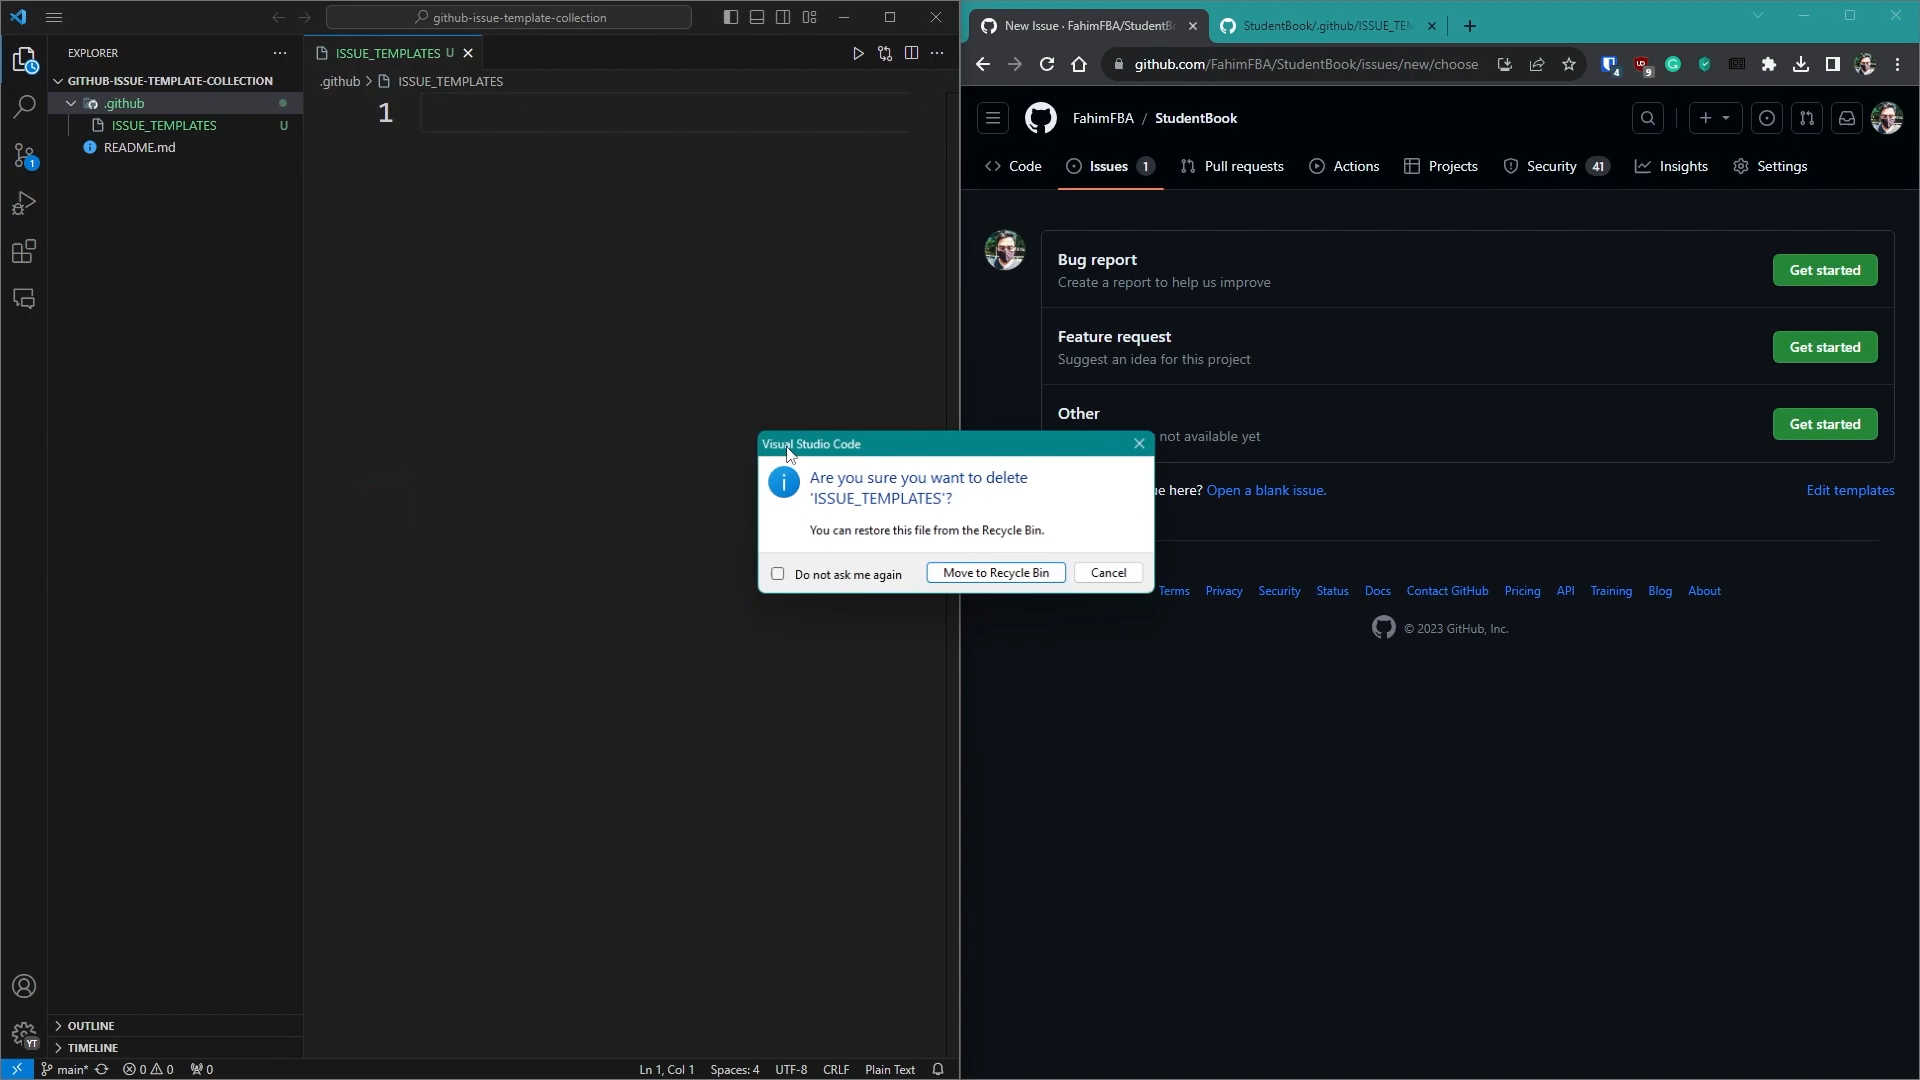 github-issue-template-collection
EXPLORER
ISSUE_TEMPLATES U
GITHUB-ISSUE-TEMPLATE-COLLECTION
.github > ISSUE_TEMPLATES
.github
1
ISSUE_TEMPLATES U
README.md
1
OUTLINE
YT
TIMELINE
main* 0 0 0 Ln 1, Col 1 Spaces: 4 UTF-8 CRLF Plain Text
New Issue · FahimFBA/StudentB
StudentBook/.github/ISSUE_TEM
github.com/FahimFBA/StudentBook/issues/new/choose
4
9
FahimFBA / StudentBook
Code Issues 1 Pull requests Actions Projects Security 41 Insights Settings
Bug report
Create a report to help us improve
Get started
Feature request
Suggest an idea for this project
Get started
Other
not available yet
Get started
ue here? Open a blank issue.
Edit templates
Terms Privacy Security Status Docs Contact GitHub Pricing API Training Blog About
© 2023 GitHub, Inc.
Visual Studio Code
Are you sure you want to delete
'ISSUE_TEMPLATES'?
You can restore this file from the Recycle Bin.
Do not ask me again
Move to Recycle Bin
Cancel